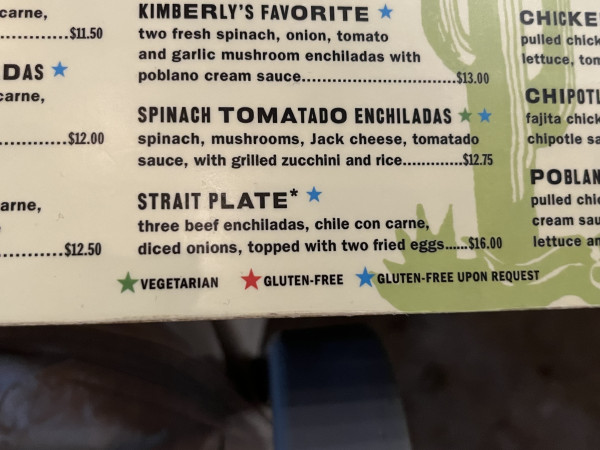 carne,
...$11.50
DAS
carne,
...$12.00
arne,
...$12.50
KIMBERLY'S FAVORITE
two fresh spinach, onion, tomato
and garlic mushroom enchiladas with
poblano cream sauce...$13.00
SPINACH TOMATADO ENCHILADAS
spinach, mushrooms, Jack cheese, tomatado
sauce, with grilled zucchini and rice...$12.75
STRAIT PLATE*
three beef enchiladas, chile con carne,
diced onions, topped with two fried eggs...$16.00
VEGETARIAN GLUTEN-FREE GLUTEN-FREE UPON REQUEST
CHICKE
pulled chick
lettuce, tom
CHIPOTL
fajita chick
chipotle sa
POBLAN
pulled chic
cream sau
lettuce an